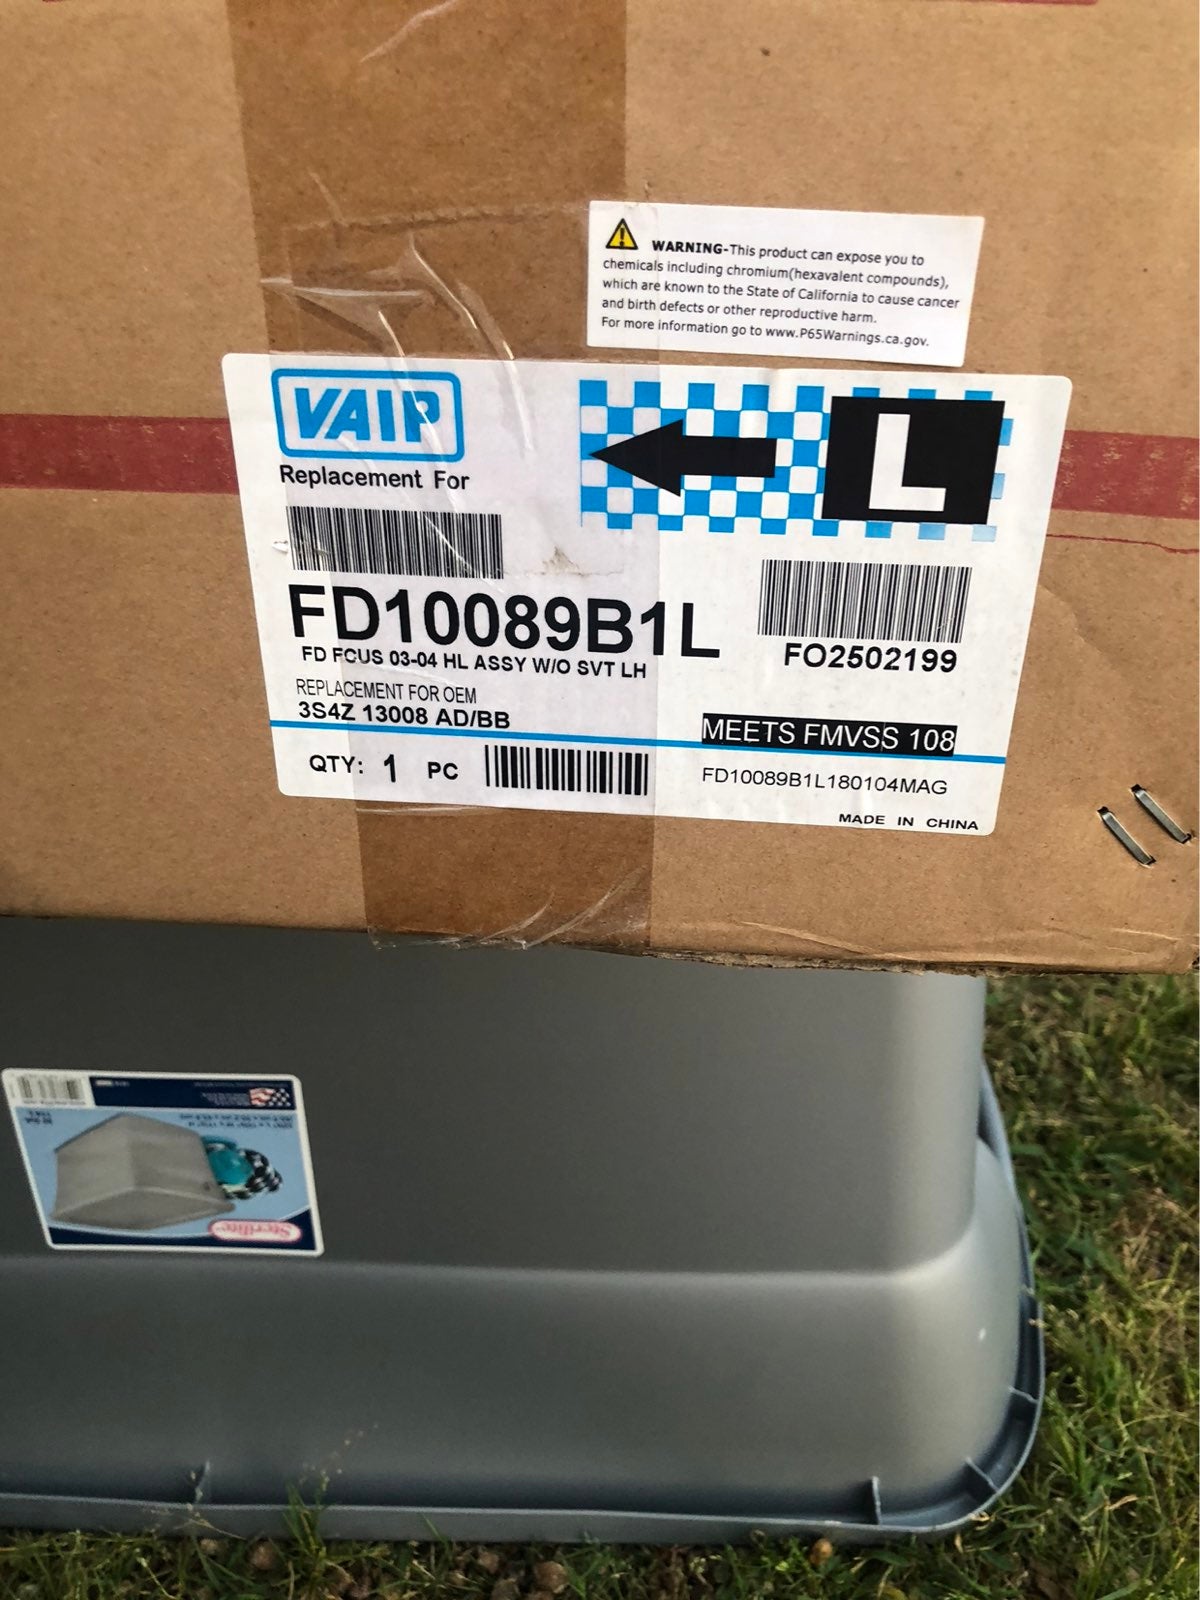 WARNING-This product can expose you to
chemicals including chromium(hexavalent compounds),
which are known to the State of California to cause cancer
and birth defects or other reproductive harm.
For more information go to www.P65Warnings.ca.gov.
VAIP
L
Replacement For
FD10089B1L
FO2502199
FD FCUS 03-04 HL ASSY W/O SVT LH
REPLACEMENT FOR OEM
3S4Z 13008 AD/BB
MEETS FMVSS 108
QTY: 1 PC
FD10089B1L180104MAG
MADE IN CHINA
Sterilite